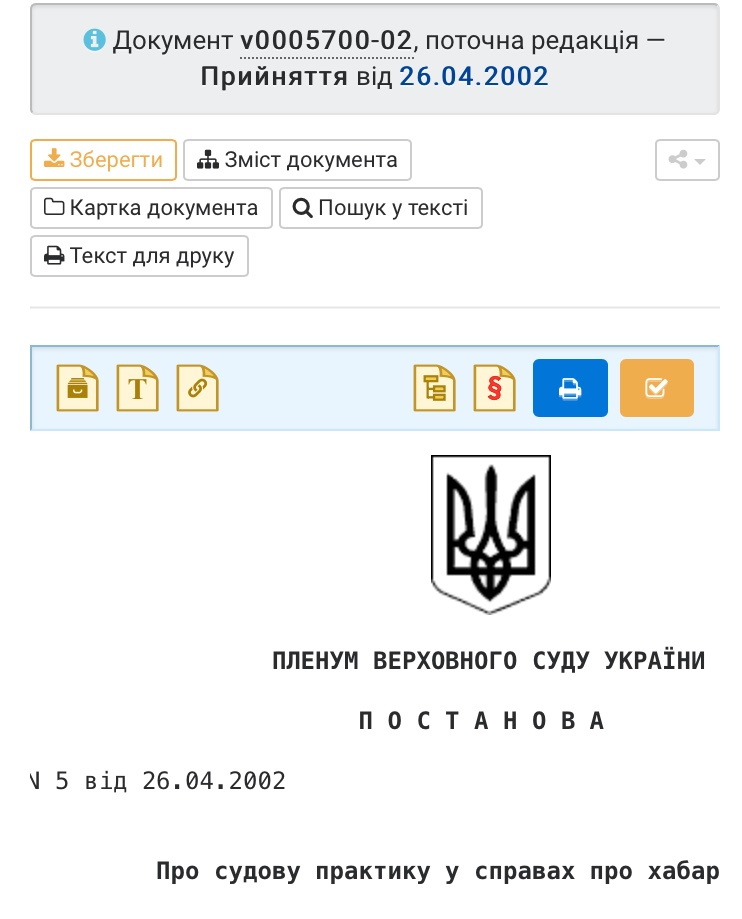 Документ v0005700-02, поточна редакція —
Прийняття від 26.04.2002
Зберегти
Зміст документа
Картка документа
Пошук у тексті
Текст для друку
T
§
ПЛЕНУМ ВЕРХОВНОГО СУДУ УКРАЇНИ
П О С Т А Н О В А
N 5 від 26.04.2002
Про судову практику у справах про хабар